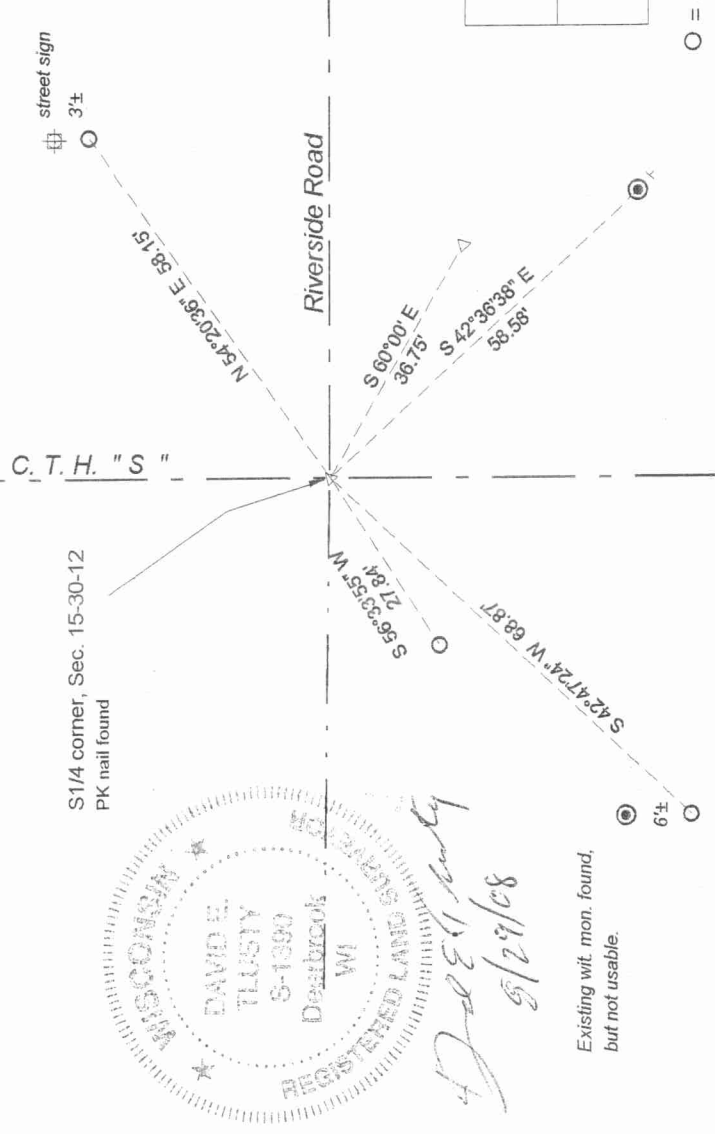 street sign
3'±
N 54°20'36" E 58.15'
Riverside Road
C. T. H. " S "
S1/4 corner, Sec. 15-30-12
PK nail found
S 60°00' E
36.75'
S 42°36'38" E
58.58'
S 56°33'55" W
27.84'
S 42°47'24" W 68.87'
6'±
WISCONSIN
DAVID E.
TLUSTY
S-1390
Deerbrook
WI
REGISTERED LAND SURVEYOR
5/29/08
Existing wit. mon. found,
but not usable.
=